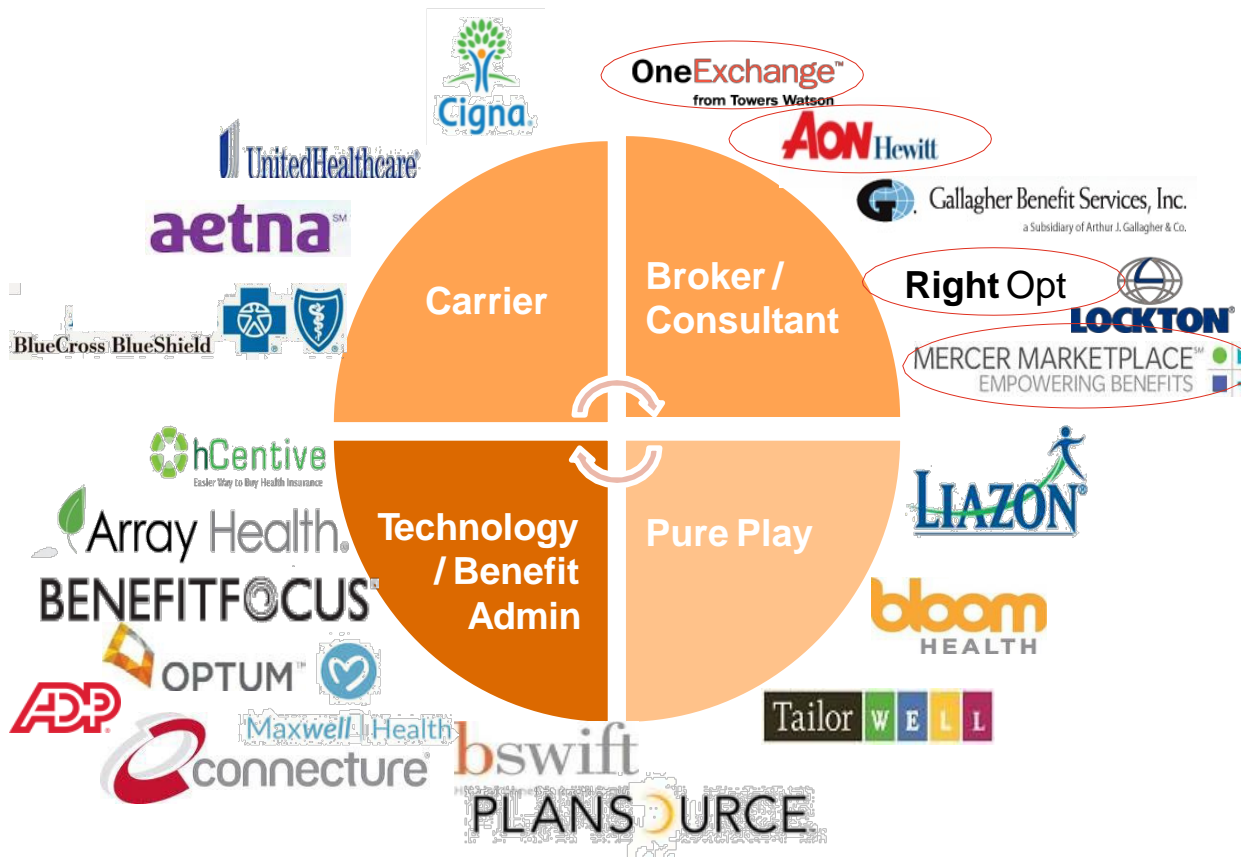 Cigna®
OneExchange™
from Towers Watson
AON Hewitt
UnitedHealthcare®
aetna℠
G. Gallagher Benefit Services, Inc.
a Subsidiary of Arthur J. Gallagher & Co.
Carrier
Broker /
Consultant
Right Opt
LOCKTON®
BlueCross BlueShield
MERCER MARKETPLACE℠
EMPOWERING BENEFITS
hCentive
Easier Way to Buy Health Insurance
LIAZON®
Array Health.
Technology
/ Benefit
Admin
Pure Play
BENEFITFOCUS®
bloom
HEALTH
OPTUM™
ADP
Maxwell Health
Tailor WELL
connecture®
bswift
PLANSOURCE